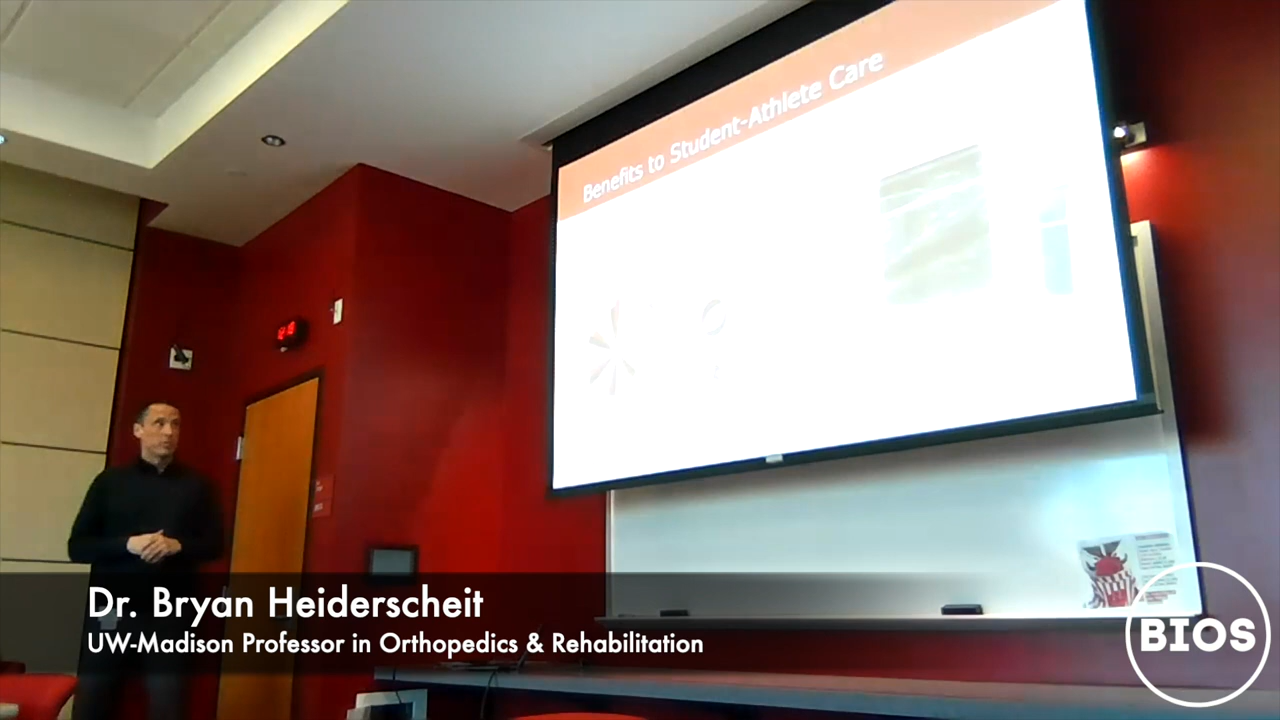 Benefits to Student-Athlete Care
Dr. Bryan Heiderscheit
UW-Madison Professor in Orthopedics & Rehabilitation
BIOS